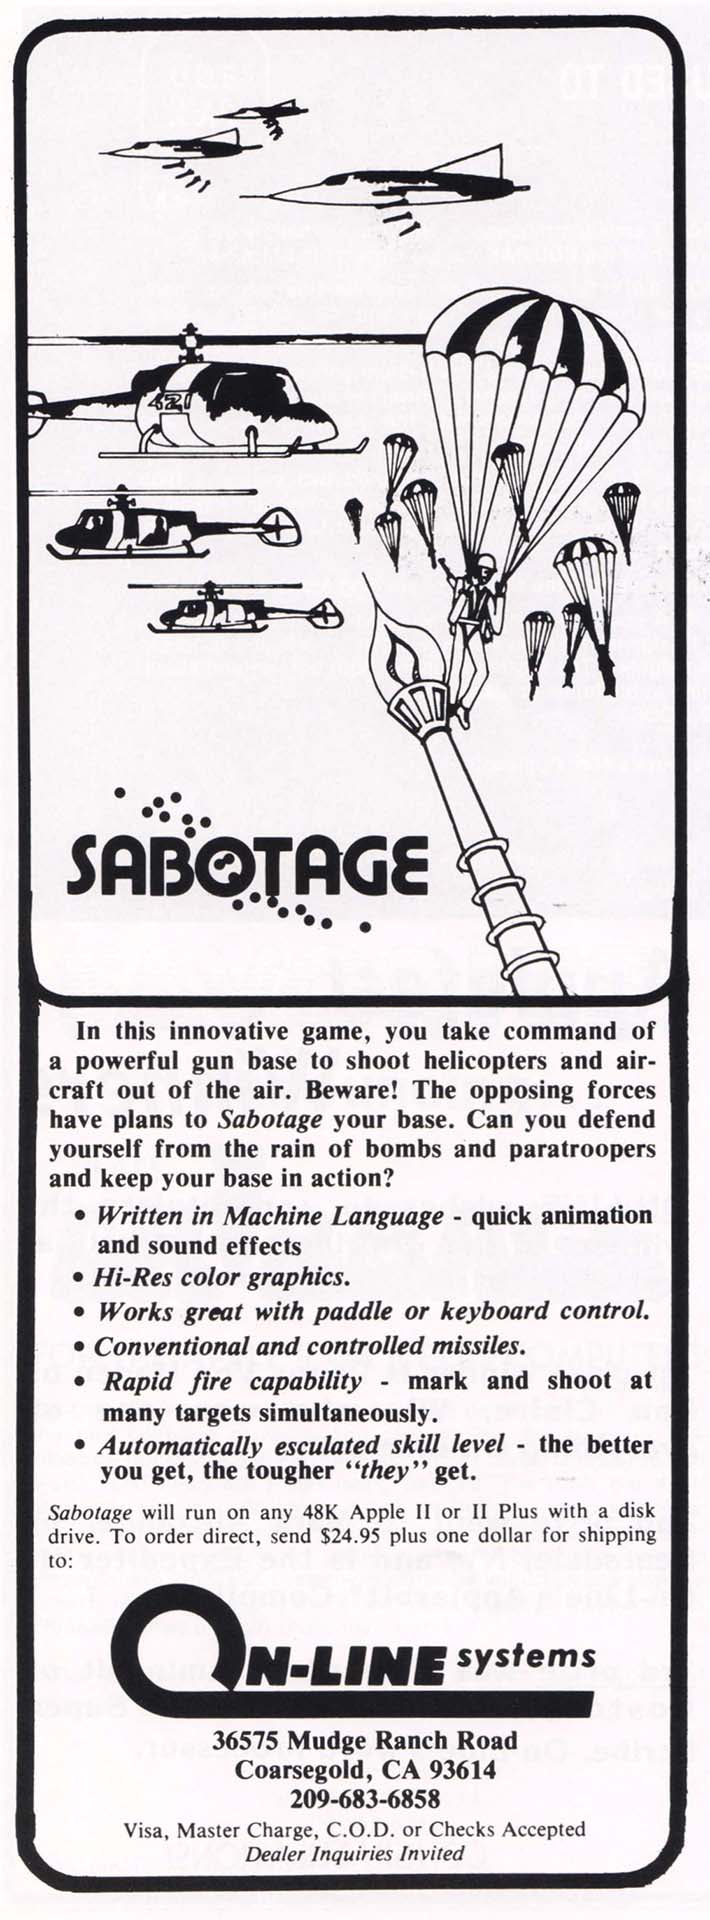 421
SABOTAGE
In this innovative game, you take command of
a powerful gun base to shoot helicopters and air-
craft out of the air. Beware! The opposing forces
have plans to Sabotage your base. Can you defend
yourself from the rain of bombs and paratroopers
and keep your base in action?
• Written in Machine Language - quick animation
and sound effects
• Hi-Res color graphics.
• Works great with paddle or keyboard control.
• Conventional and controlled missiles.
• Rapid fire capability - mark and shoot at
many targets simultaneously.
• Automatically esculated skill level - the better
you get, the tougher “they” get.
Sabotage will run on any 48K Apple II or II Plus with a disk
drive. To order direct, send $24.95 plus one dollar for shipping
to:
ON-LINE systems
36575 Mudge Ranch Road
Coarsegold, CA 93614
209-683-6858
Visa, Master Charge, C.O.D. or Checks Accepted
Dealer Inquiries Invited